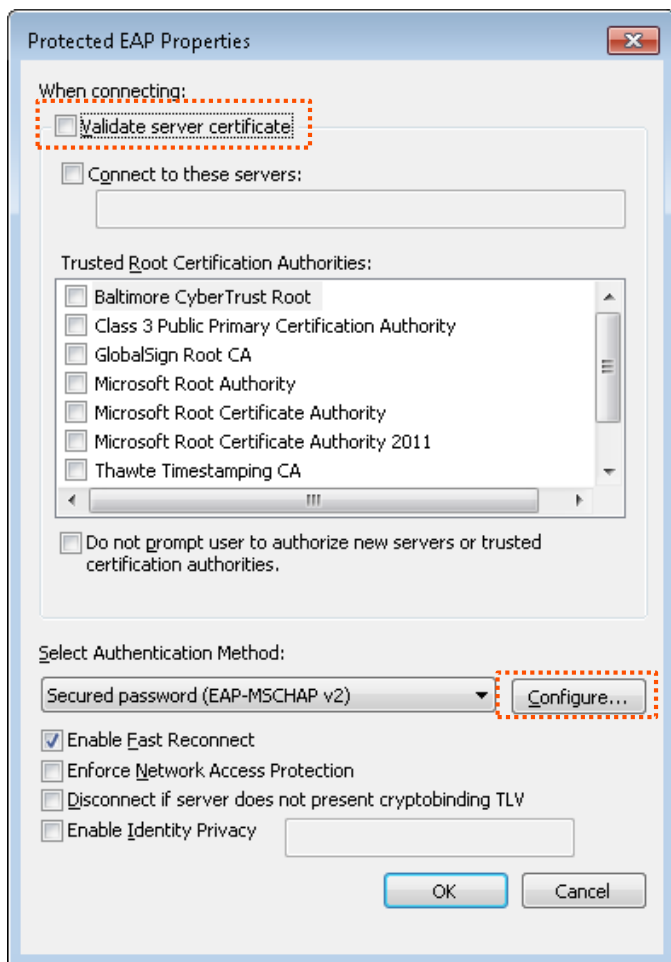 Protected EAP Properties
When connecting:
Validate server certificate
Connect to these servers:
Trusted Root Certification Authorities:
Baltimore CyberTrust Root
Class 3 Public Primary Certification Authority
GlobalSign Root CA
Microsoft Root Authority
Microsoft Root Certificate Authority
Microsoft Root Certificate Authority 2011
Thawte Timestamping CA
Do not prompt user to authorize new servers or trusted
certification authorities.
Select Authentication Method:
Secured password (EAP-MSCHAP v2)
Configure...
Enable Fast Reconnect
Enforce Network Access Protection
Disconnect if server does not present cryptobinding TLV
Enable Identity Privacy
OK
Cancel